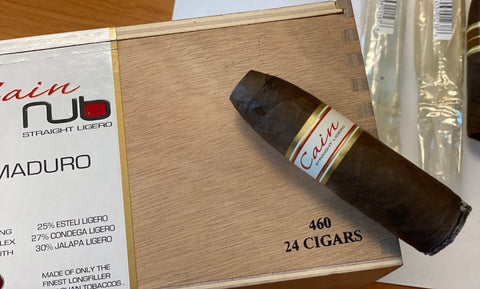 Cain
nub
STRAIGHT LIGERO
MADURO
25% ESTELI LIGERO
27% CONDEGA LIGERO
30% JALAPA LIGERO
MADE OF ONLY THE
FINEST LONGFILLER
TOBACCOS.
Cain
STRAIGHT LIGERO
460
24 CIGARS